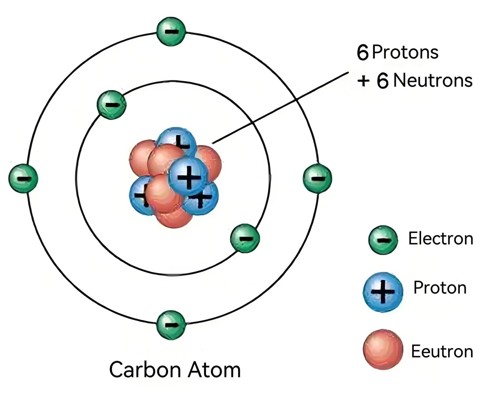 6 Protons
+ 6 Neutrons
Electron
Proton
Eeutron
Carbon Atom